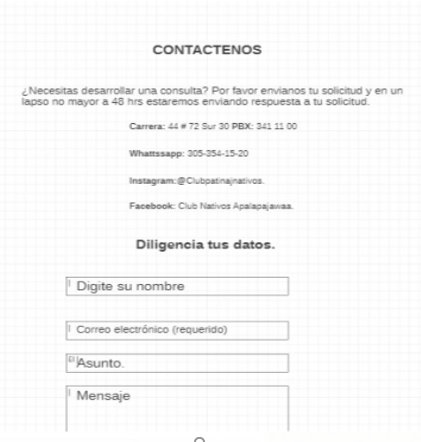 CONTACTENOS
¿Necesitas desarrollar una consulta? Por favor envianos tu solicitud y en un
lapso no mayor a 48 hrs estaremos enviando respuesta a tu solicitud.
Carrera: 44 # 72 Sur 30 PBX: 341 11 00
Whattssapp: 305-354-15-20
Instagram:@Clubpatinajnativos.
Facebook: Club Nativos Apalapajawaa.
Diligencia tus datos.
Digite su nombre
Correo electrónico (requerido)
Asunto.
Mensaje